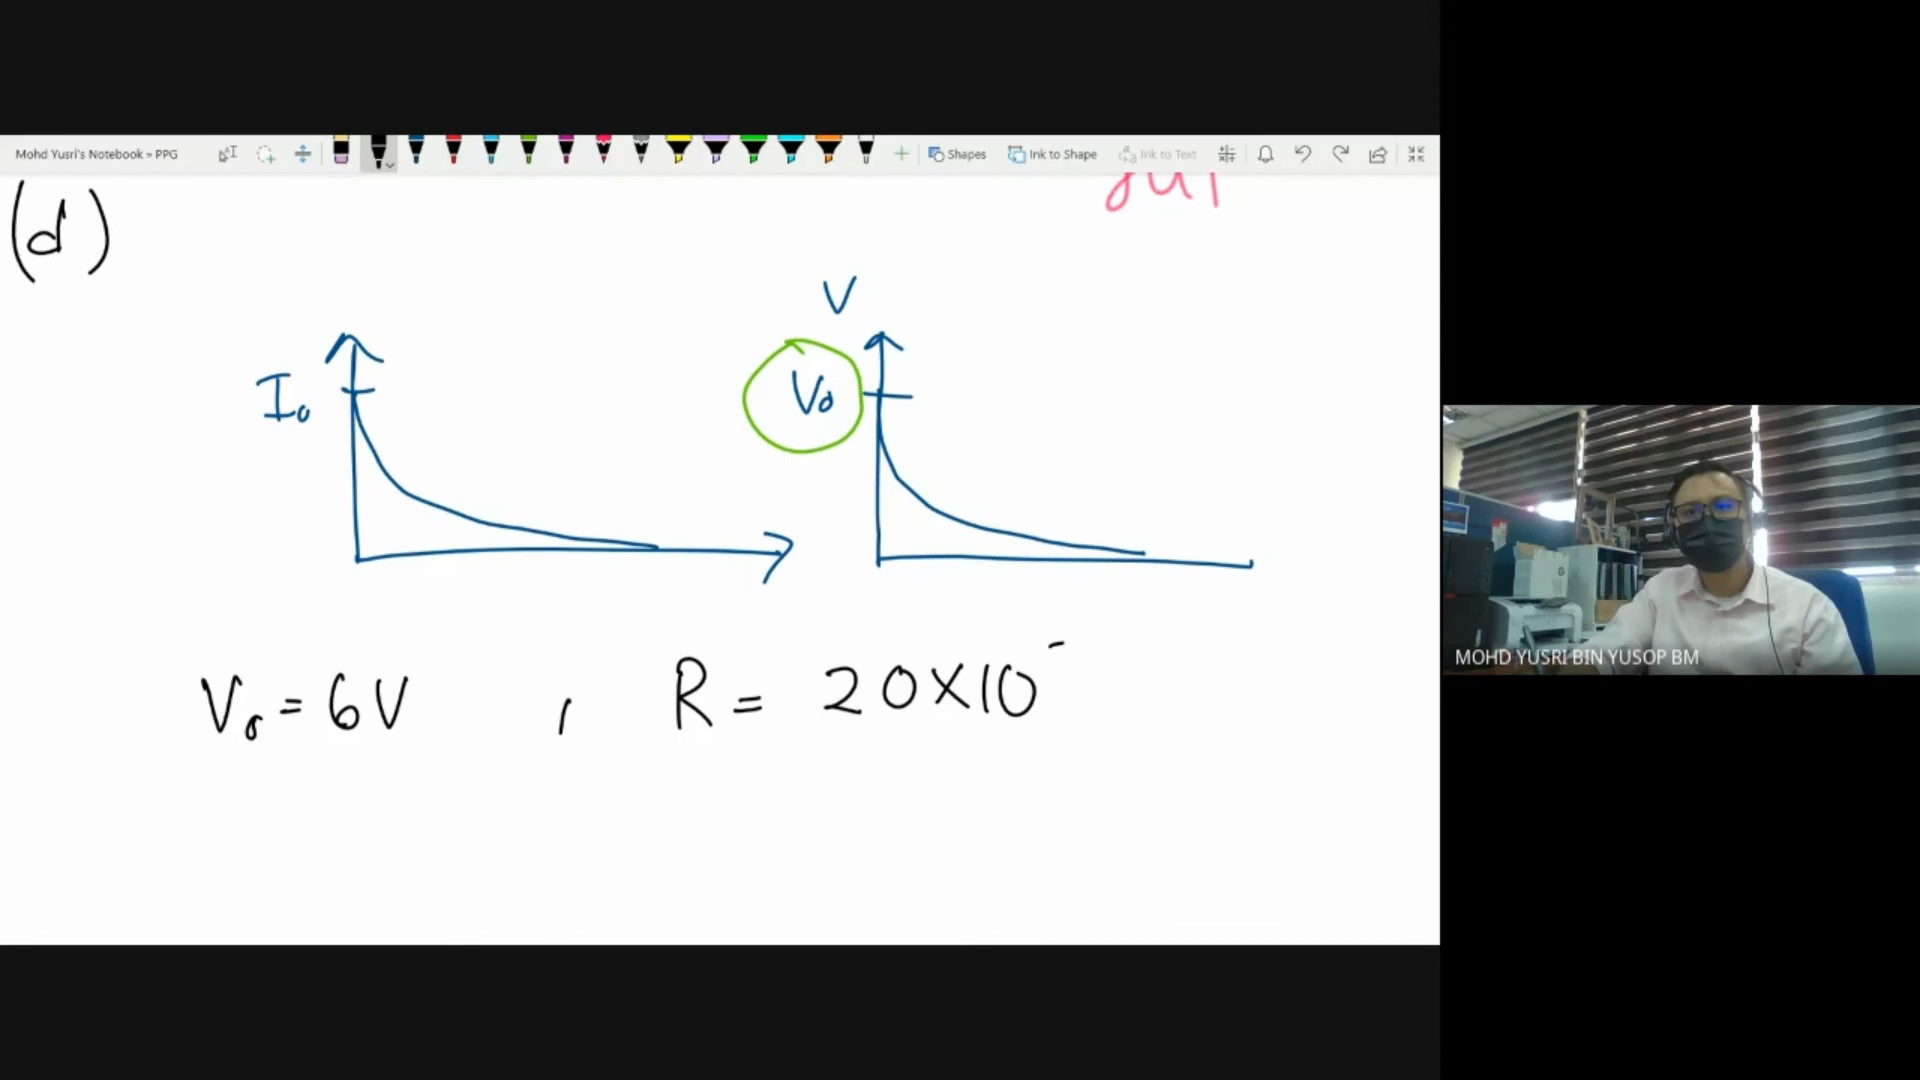 Mohd Yusri's Notebook » PPG
Shapes
Ink to Shape
Ink to Text
(d)
V
I₀
V₀
V₀ = 6V , R = 20×10⁻
MOHD YUSRI BIN YUSOP BM